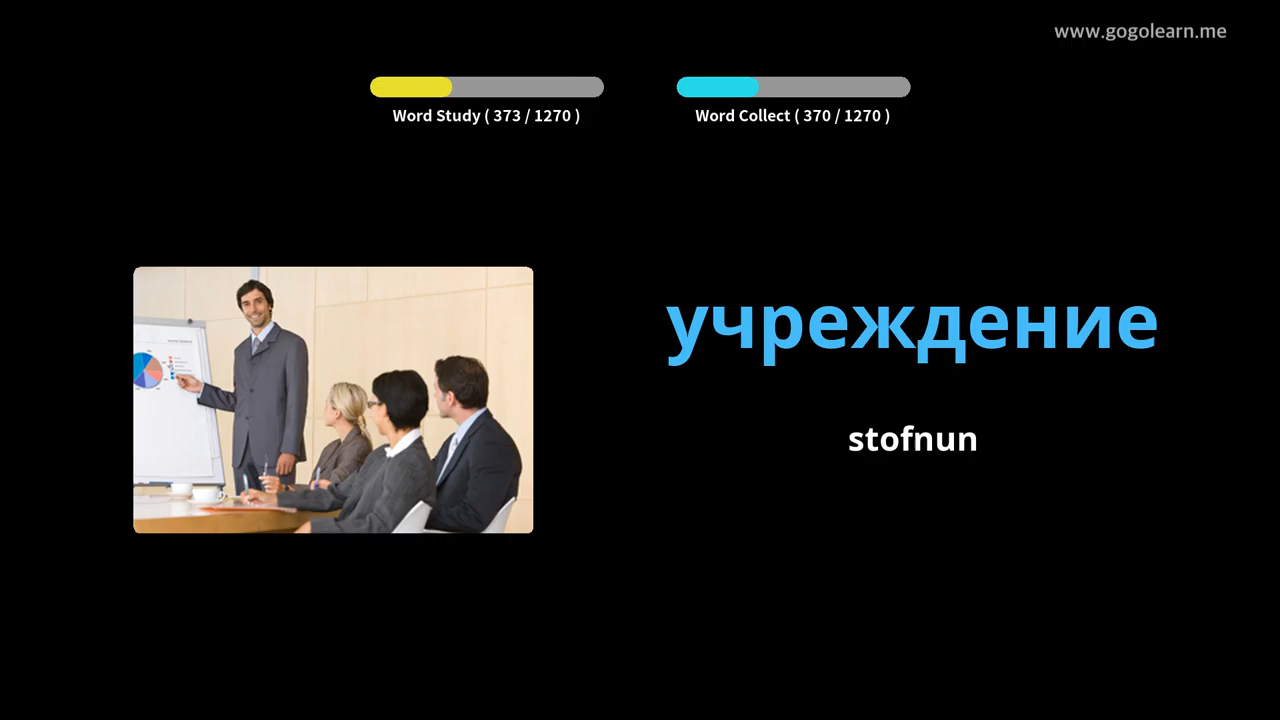 www.gogolearn.me
Word Study ( 373 / 1270 )
Word Collect ( 370 / 1270 )
учреждение
stofnun